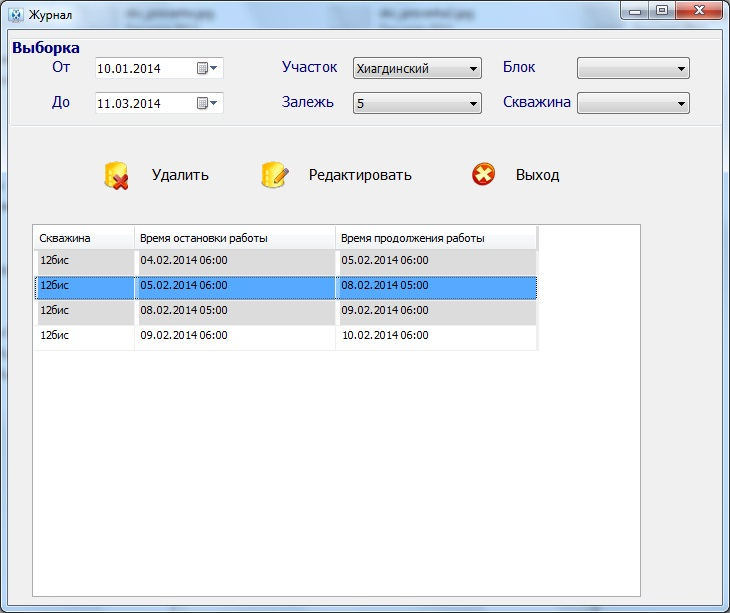 Журнал
Выборка
От 10.01.2014 Участок Хиагдинский Блок
До 11.03.2014 Залежь 5 Скважина
Удалить Редактировать Выход
Скважина Время остановки работы Время продолжения работы
12бис 04.02.2014 06:00 05.02.2014 06:00
12бис 05.02.2014 06:00 08.02.2014 05:00
12бис 08.02.2014 05:00 09.02.2014 06:00
12бис 09.02.2014 06:00 10.02.2014 06:00